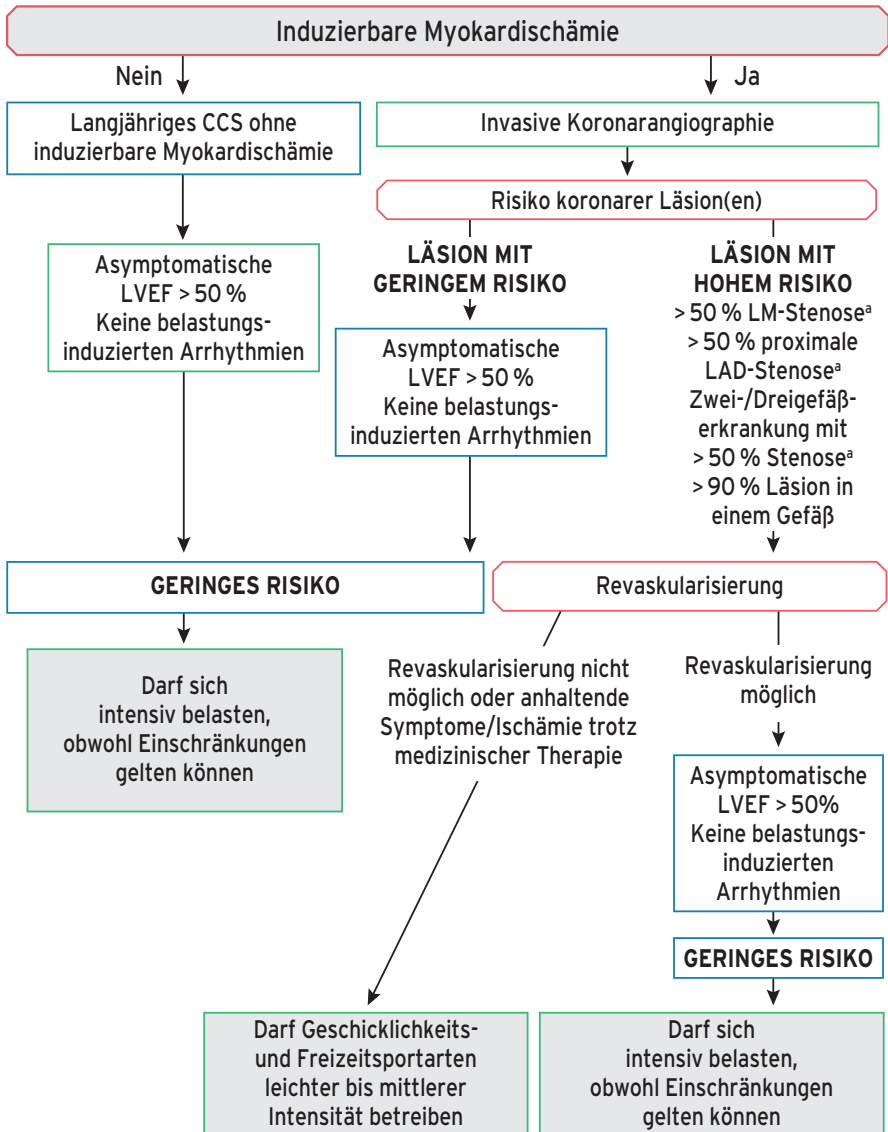 Induzierbare Myokardischämie
Nein
Ja
Langjähriges CCS ohne
induzierbare Myokardischämie
Invasive Koronarangiographie
Risiko koronarer Läsion(en)
Asymptomatische
LVEF > 50 %
Keine belastungs-
induzierten Arrhythmien
LÄSION MIT
GERINGEM RISIKO
Asymptomatische
LVEF > 50 %
Keine belastungs-
induzierten Arrhythmien
LÄSION MIT
HOHEM RISIKO
> 50 % LM-Stenoseᵃ
> 50 % proximale
LAD-Stenoseᵃ
Zwei-/Dreigefäß-
erkrankung mit
> 50 % Stenoseᵃ
> 90 % Läsion in
einem Gefäß
GERINGES RISIKO
Revaskularisierung
Darf sich
intensiv belasten,
obwohl Einschränkungen
gelten können
Revaskularisierung nicht
möglich oder anhaltende
Symptome/Ischämie trotz
medizinischer Therapie
Revaskularisierung
möglich
Asymptomatische
LVEF > 50%
Keine belastungs-
induzierten
Arrhythmien
GERINGES RISIKO
Darf Geschicklichkeits-
und Freizeitsportarten
leichter bis mittlerer
Intensität betreiben
Darf sich
intensiv belasten,
obwohl Einschränkungen
gelten können